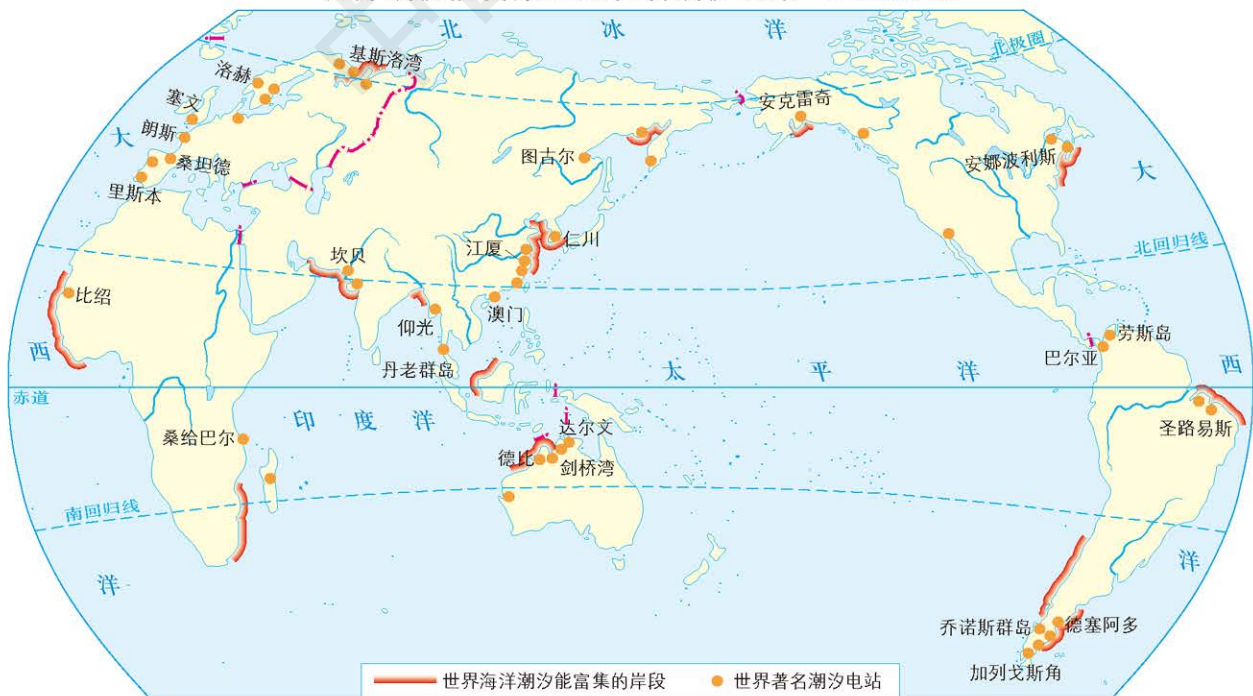 北冰洋
北极圈
基斯洛湾
洛赫
塞文
朗斯
桑坦德
里斯本
大
西
洋
安克雷奇
图古尔
安娜波利斯
大
西
洋
北回归线
坎贝
江厦
仁川
比绍
仰光
澳门
丹老群岛
劳斯岛
巴尔亚
太平洋
赤道
印度洋
桑给巴尔
达尔文
德比
剑桥湾
圣路易斯
南回归线
乔诺斯群岛
德塞阿多
加列戈斯角
世界海洋潮汐能富集的岸段
世界著名潮汐电站